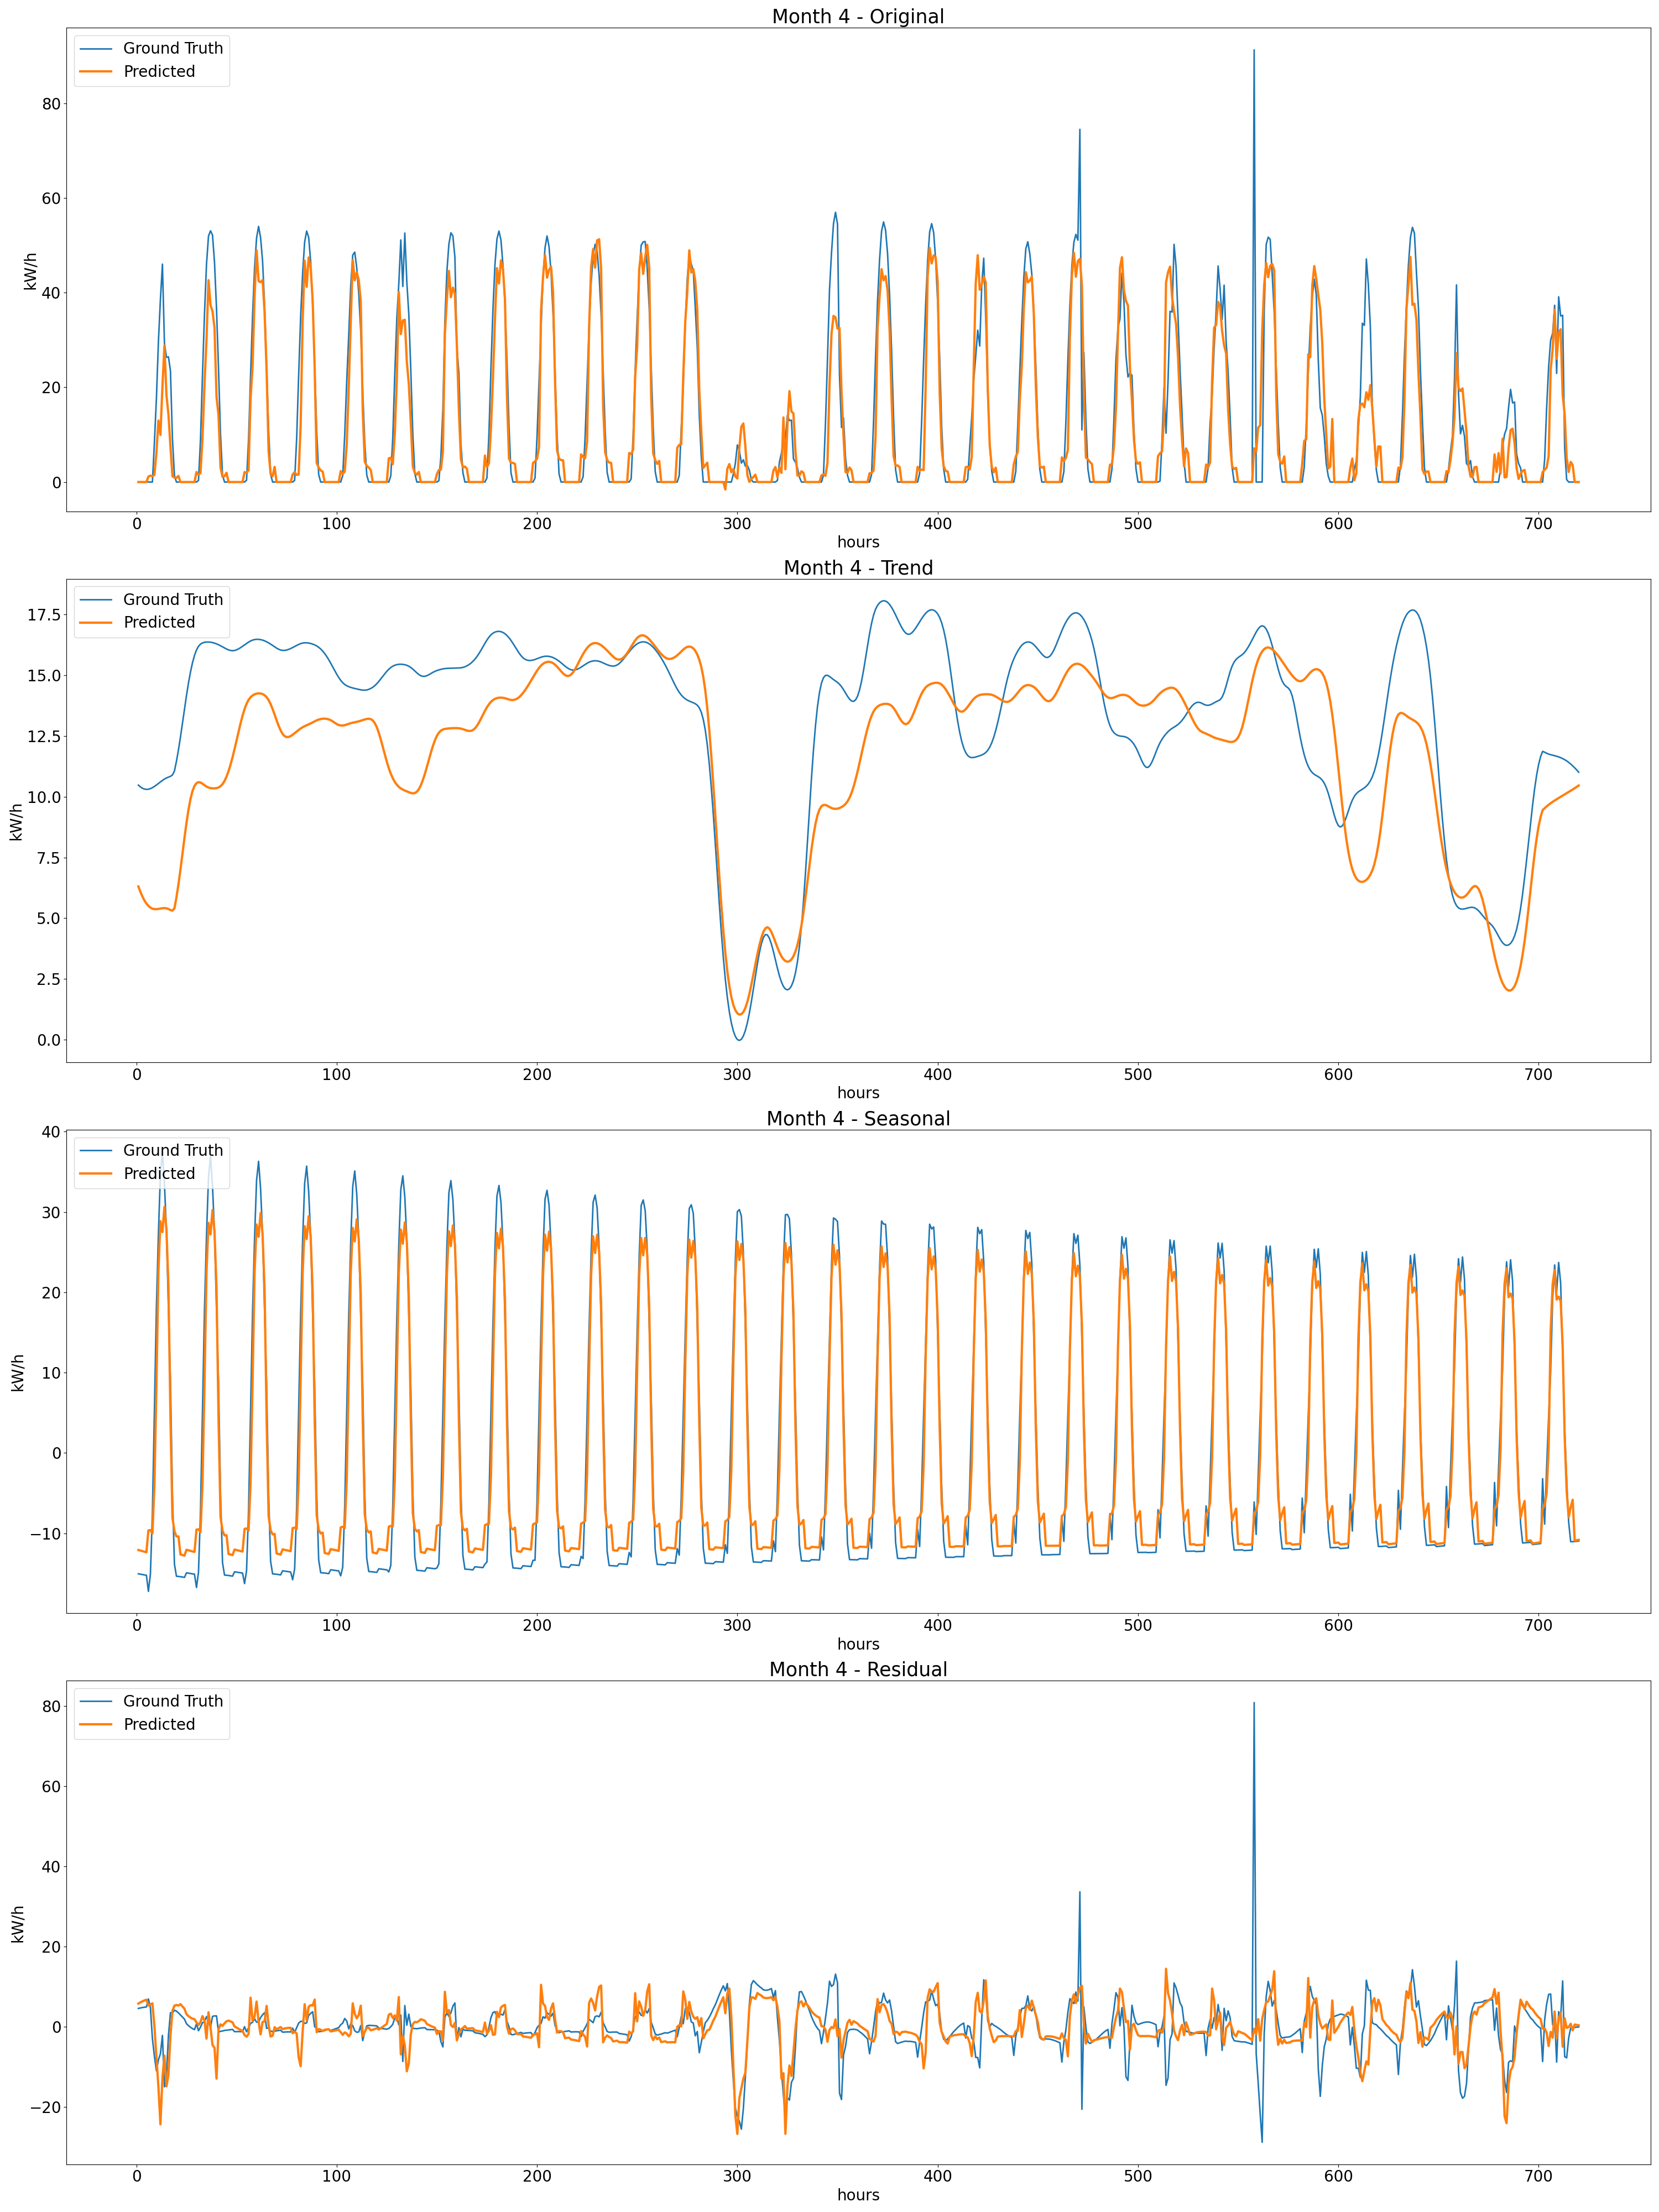 Month 4 - Original
Ground Truth
Predicted
kW/h
80
60
40
20
0
0 100 200 300 400 500 600 700
hours
Month 4 - Trend
Ground Truth
Predicted
kW/h
17.5
15.0
12.5
10.0
7.5
5.0
2.5
0.0
0 100 200 300 400 500 600 700
hours
Month 4 - Seasonal
Ground Truth
Predicted
kW/h
40
30
20
10
0
−10
0 100 200 300 400 500 600 700
hours
Month 4 - Residual
Ground Truth
Predicted
kW/h
80
60
40
20
0
−20
0 100 200 300 400 500 600 700
hours